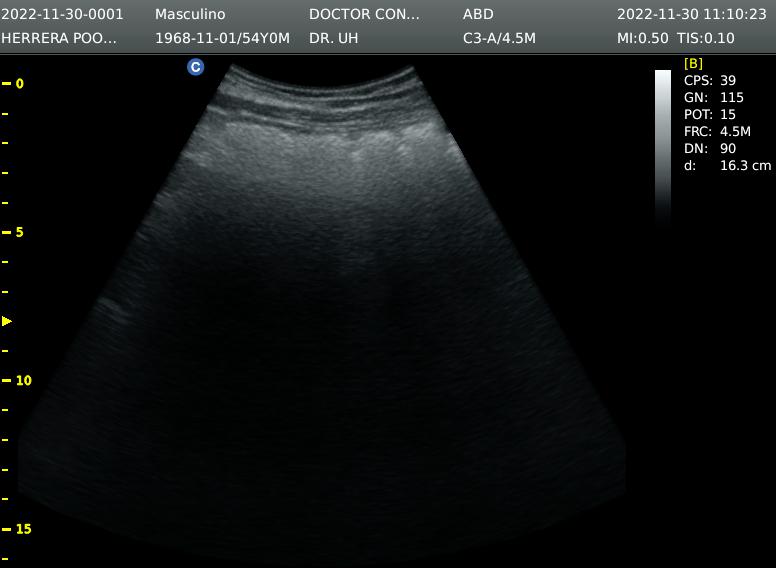 2022-11-30-0001 Masculino DOCTOR CON... ABD 2022-11-30 11:10:23
HERRERA POO... 1968-11-01/54Y0M DR. UH C3-A/4.5M MI:0.50 TIS:0.10
C
[B]
CPS: 39
GN: 115
POT: 15
FRC: 4.5M
DN: 90
d: 16.3 cm
0
5
10
15